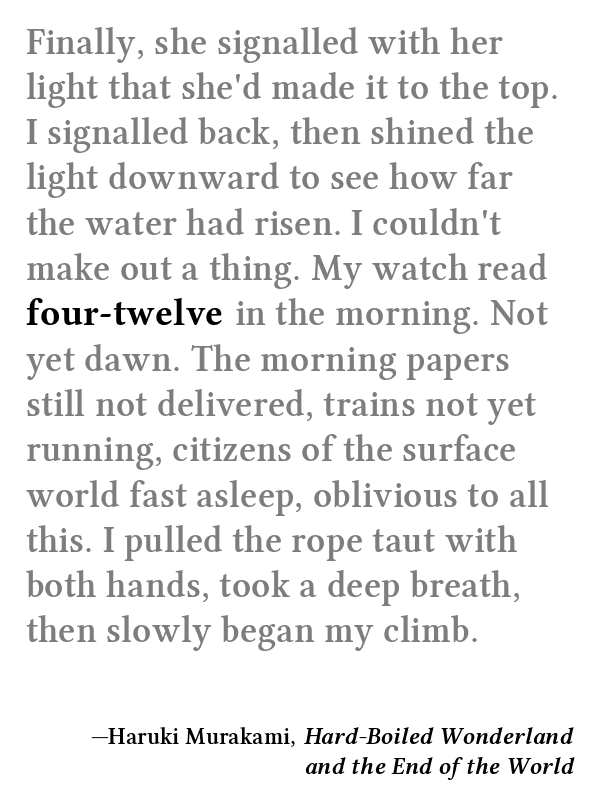 Finally, she signalled with her
light that she'd made it to the top.
I signalled back, then shined the
light downward to see how far
the water had risen. I couldn't
make out a thing. My watch read
four-twelve in the morning. Not
yet dawn. The morning papers
still not delivered, trains not yet
running, citizens of the surface
world fast asleep, oblivious to all
this. I pulled the rope taut with
both hands, took a deep breath,
then slowly began my climb.
—Haruki Murakami, Hard-Boiled Wonderland
and the End of the World